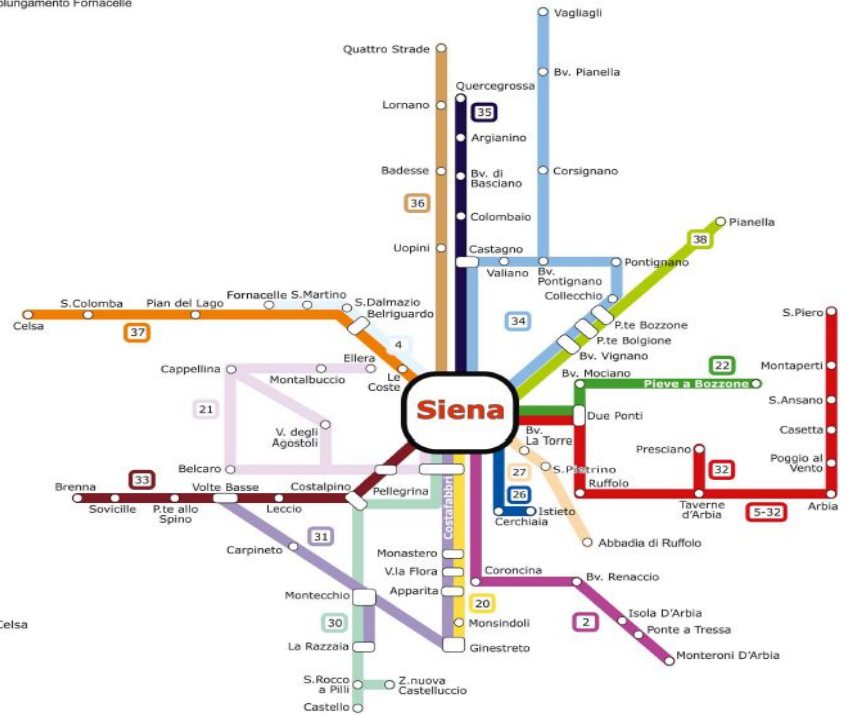 olungamento Fornacelle
Vagliagli
Quattro Strade
Bv. Pianella
Quercegrossa
Lornano
35
Argianino
Badesse
Bv. di
Basciano
Corsignano
36
Colombaio
Pianella
38
Uopini
Castagno
Valiano
Bv.
Pontignano
Pontignano
Collecchio
Fornacelle
S.Martino
S.Colomba
Pian del Lago
S.Dalmazio
Belriguardo
S.Piero
Celsa
37
34
P.te Bozzone
P.te Bolgione
Bv. Vignano
4
Ellera
Cappellina
Montalbuccio
Le
Coste
22
Montaperti
Bv. Mociano
Pieve a Bozzone
S.Ansano
21
Siena
Due Ponti
V. degli
Agostoli
Bv.
La Torre
Casetta
Presciano
Belcaro
27
S.Pietrino
32
Poggio al
Vento
33
Brenna
Volte Basse
Costalpino
Pellegrina
Ruffolo
26
Sovicille
P.te allo
Spino
Leccio
Costafabbri
Istieto
Cerchiaia
Taverne
d'Arbia
5-32
Arbia
31
Carpineto
Monastero
Abbadia di Ruffolo
V.la Flora
Coroncina
Bv. Renaccio
Montecchio
Apparita
20
Isola D'Arbia
30
Monsindoli
2
Ponte a Tressa
Celsa
La Razzaia
Ginestreto
Monteroni D'Arbia
S.Rocco
a Pilli
Z.nuova
Castelluccio
Castello